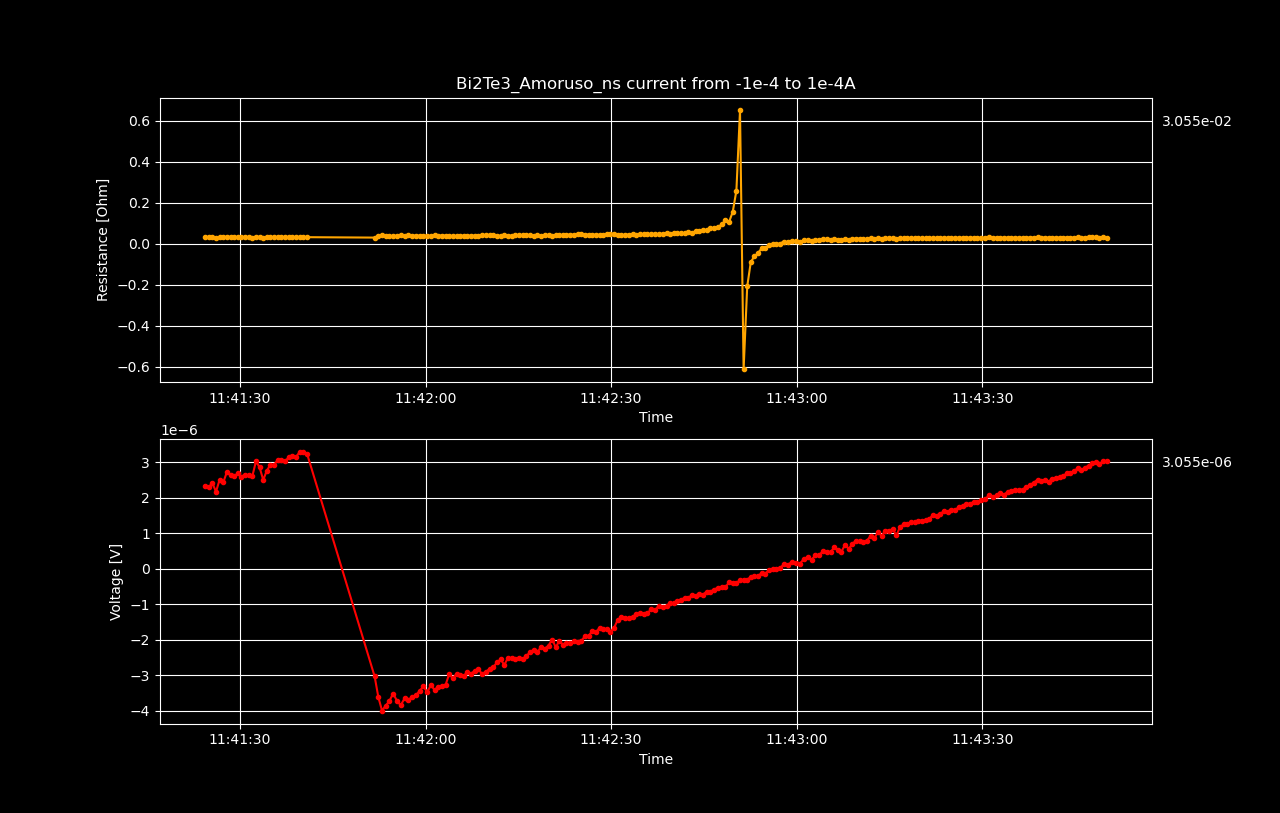 Bi2Te3_Amoruso_ns current from -1e-4 to 1e-4A
3.055e-02
Resistance [Ohm]
0.6
0.4
0.2
0.0
−0.2
−0.4
−0.6
11:41:30 11:42:00 11:42:30 11:43:00 11:43:30
Time
1e−6
3.055e-06
Voltage [V]
3
2
1
0
−1
−2
−3
−4
11:41:30 11:42:00 11:42:30 11:43:00 11:43:30
Time